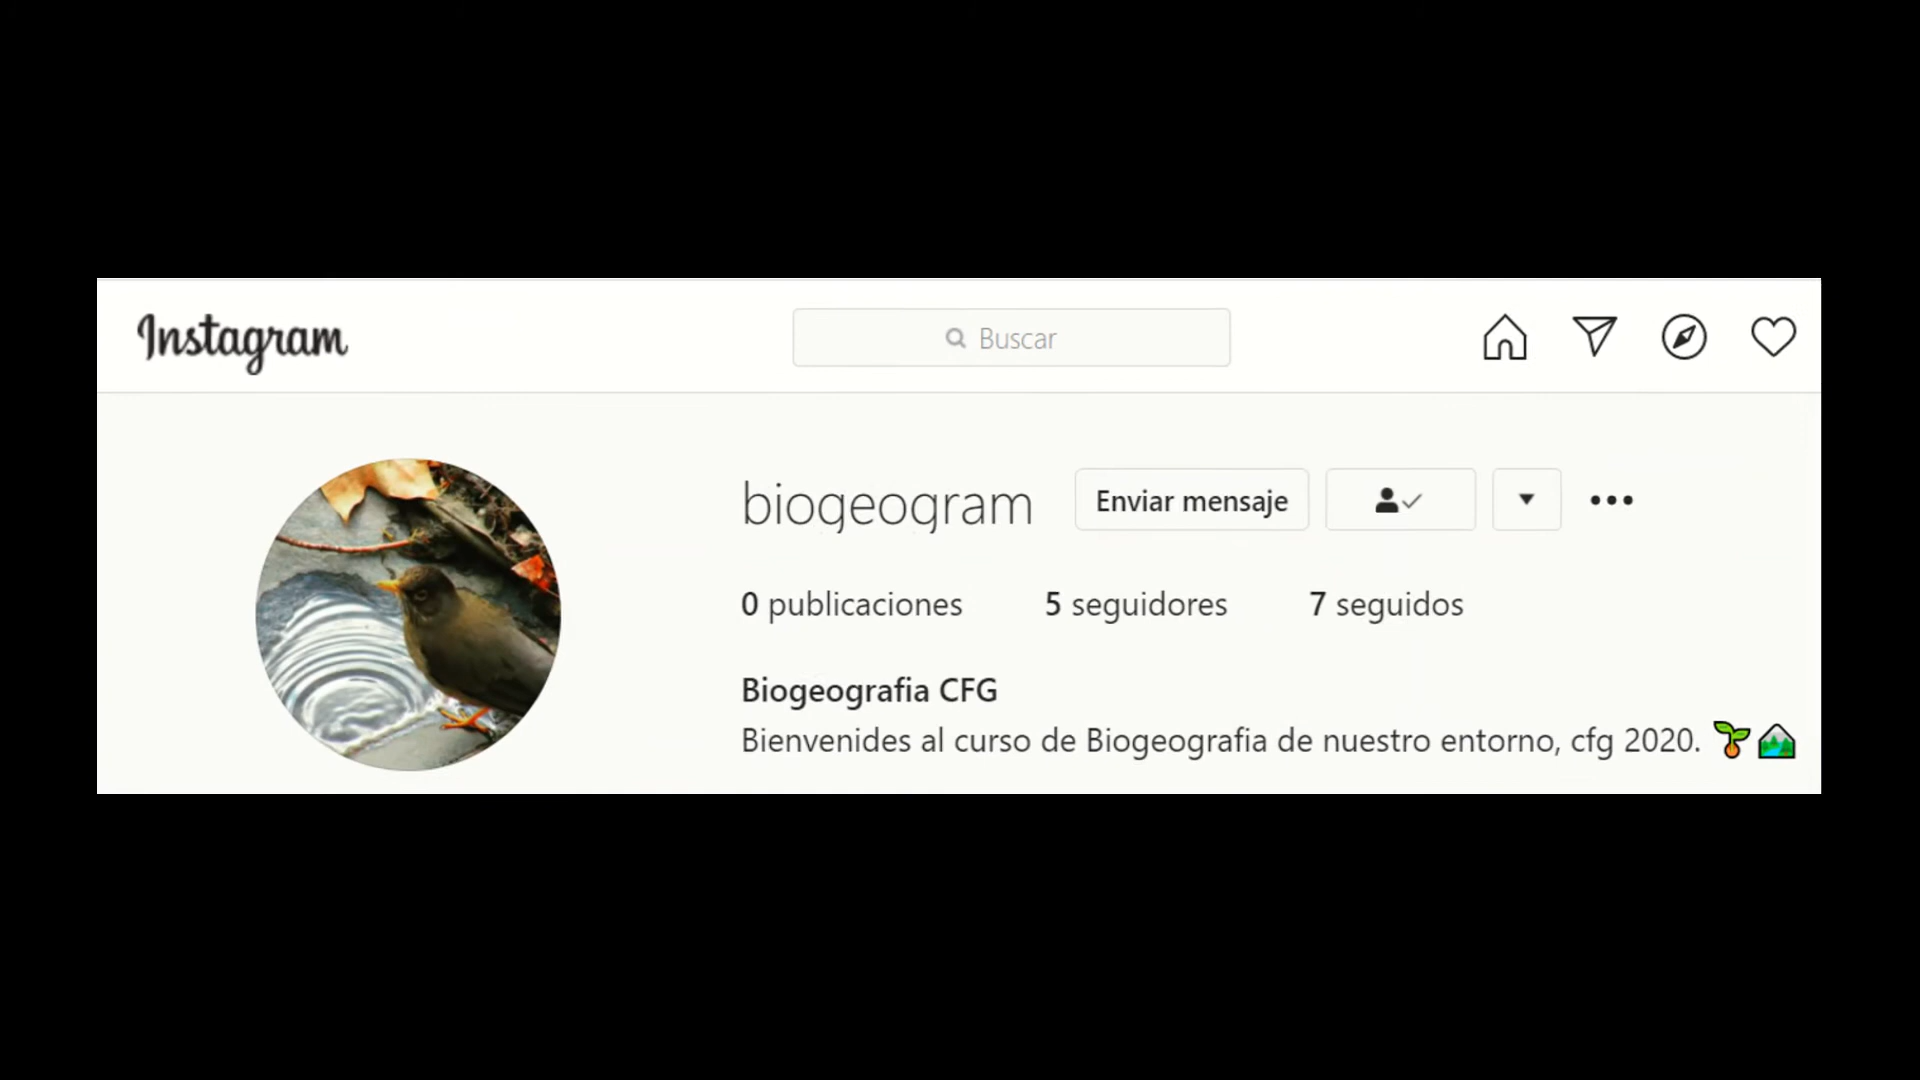 Instagram
Buscar
biogeogram
Enviar mensaje
0 publicaciones 5 seguidores 7 seguidos
Biogeografia CFG
Bienvenides al curso de Biogeografia de nuestro entorno, cfg 2020.